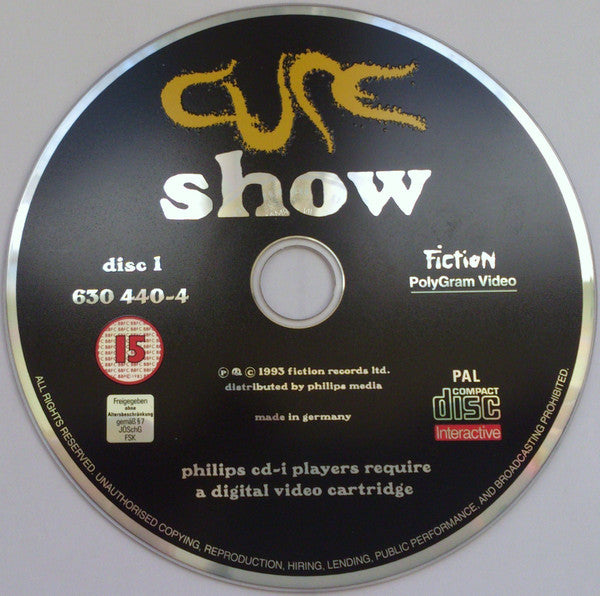 CURE
show
disc 1
630 440-4
Fiction
PolyGram Video
15
Freigegeben
ohne
Altersbeschränkung
gemäß § 7
JÖSchG
FSK
℗ © 1993 fiction records ltd.
distributed by philips media
made in germany
PAL
COMPACT
disc
Interactive
philips cd-i players require
a digital video cartridge
ALL RIGHTS RESERVED. UNAUTHORISED COPYING, REPRODUCTION, HIRING, LENDING, PUBLIC PERFORMANCE, AND BROADCASTING PROHIBITED.